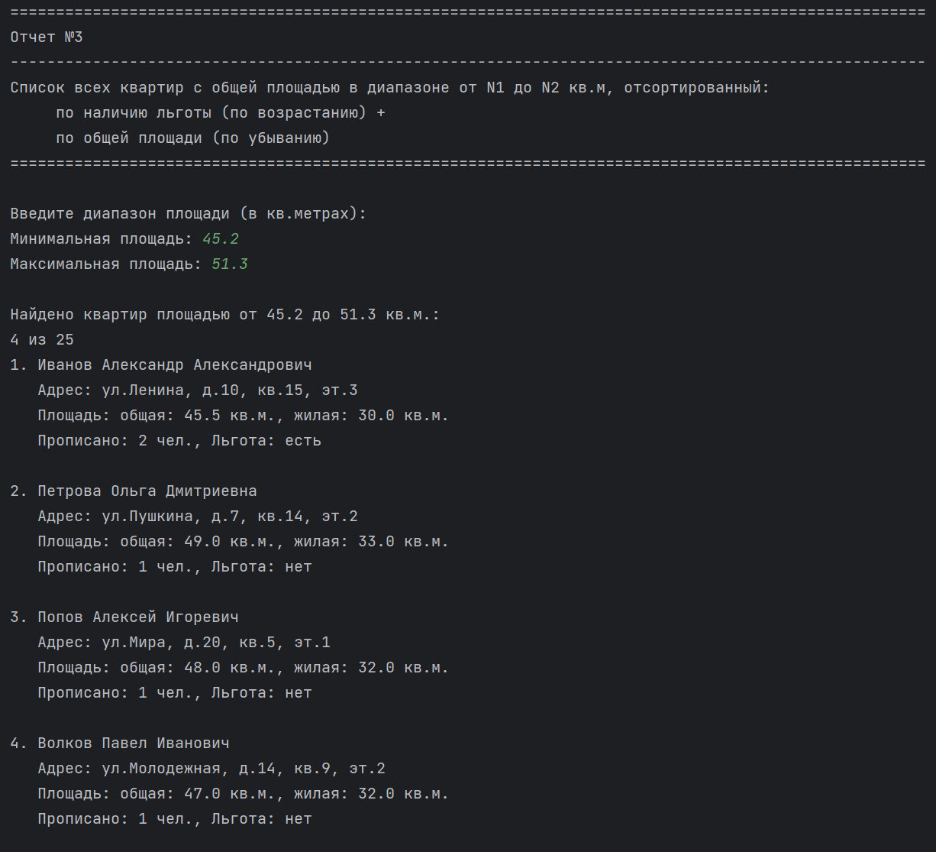 ====================================================================================================
Отчет №3
----------------------------------------------------------------------------------------------------
Список всех квартир с общей площадью в диапазоне от N1 до N2 кв.м, отсортированный:
     по наличию льготы (по возрастанию) +
     по общей площади (по убыванию)
====================================================================================================
Введите диапазон площади (в кв.метрах):
Минимальная площадь: 45.2
Максимальная площадь: 51.3
Найдено квартир площадью от 45.2 до 51.3 кв.м.:
4 из 25
1. Иванов Александр Александрович
   Адрес: ул.Ленина, д.10, кв.15, эт.3
   Площадь: общая: 45.5 кв.м., жилая: 30.0 кв.м.
   Прописано: 2 чел., Льгота: есть
2. Петрова Ольга Дмитриевна
   Адрес: ул.Пушкина, д.7, кв.14, эт.2
   Площадь: общая: 49.0 кв.м., жилая: 33.0 кв.м.
   Прописано: 1 чел., Льгота: нет
3. Попов Алексей Игоревич
   Адрес: ул.Мира, д.20, кв.5, эт.1
   Площадь: общая: 48.0 кв.м., жилая: 32.0 кв.м.
   Прописано: 1 чел., Льгота: нет
4. Волков Павел Иванович
   Адрес: ул.Молодежная, д.14, кв.9, эт.2
   Площадь: общая: 47.0 кв.м., жилая: 32.0 кв.м.
   Прописано: 1 чел., Льгота: нет